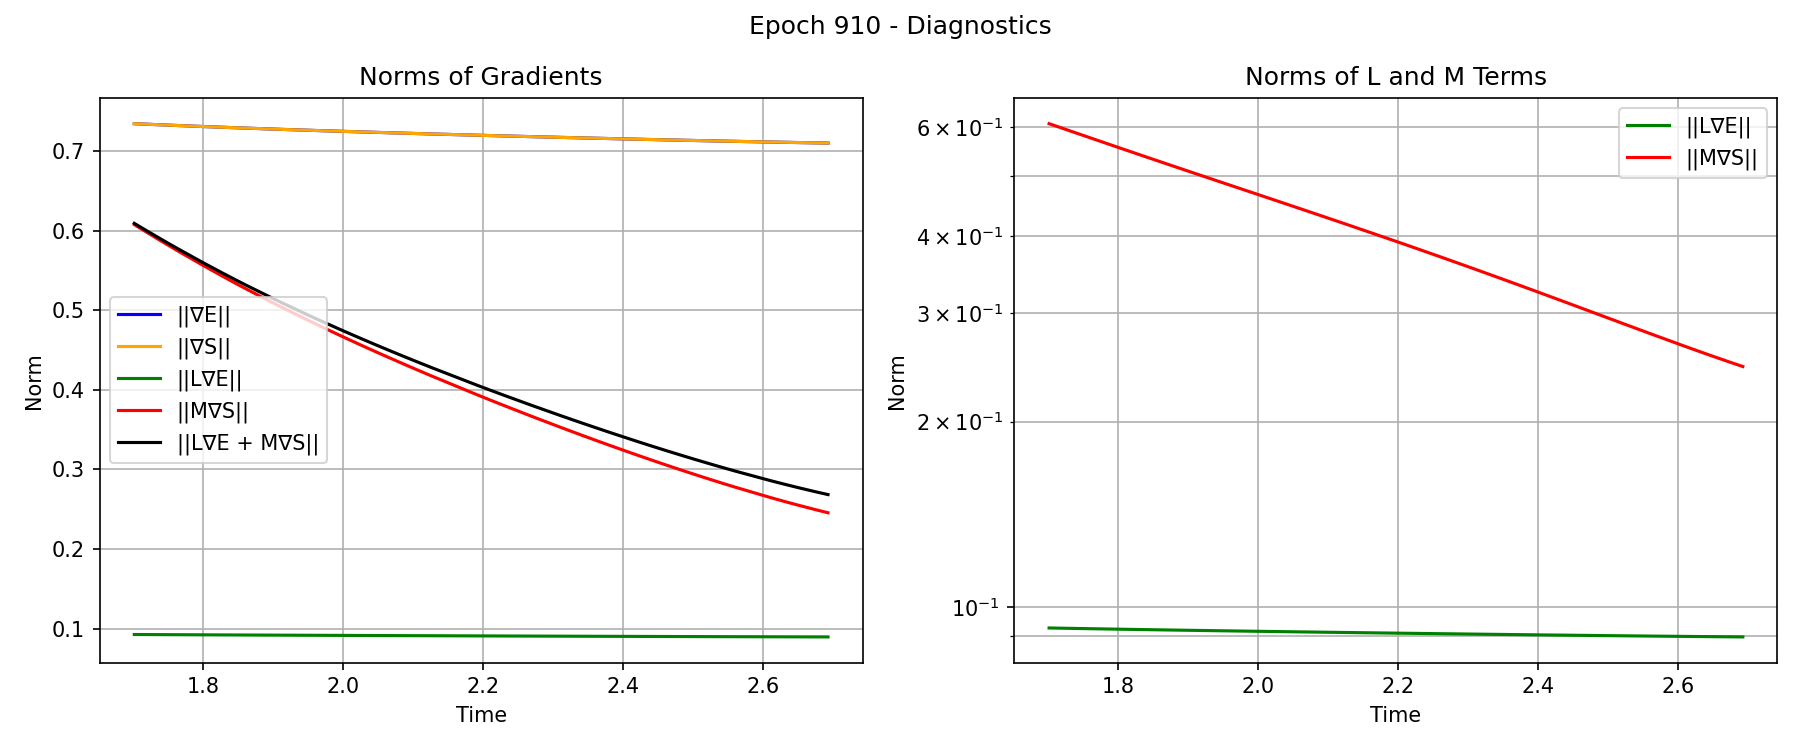 Epoch 910 - Diagnostics
Norms of Gradients
Norm
0.7
0.6
0.5
0.4
0.3
0.2
0.1
||∇E||
||∇S||
||L∇E||
||M∇S||
||L∇E + M∇S||
1.8 2.0 2.2 2.4 2.6
Time
Norms of L and M Terms
Norm
6 × 10⁻¹
4 × 10⁻¹
3 × 10⁻¹
2 × 10⁻¹
10⁻¹
||L∇E||
||M∇S||
1.8 2.0 2.2 2.4 2.6
Time